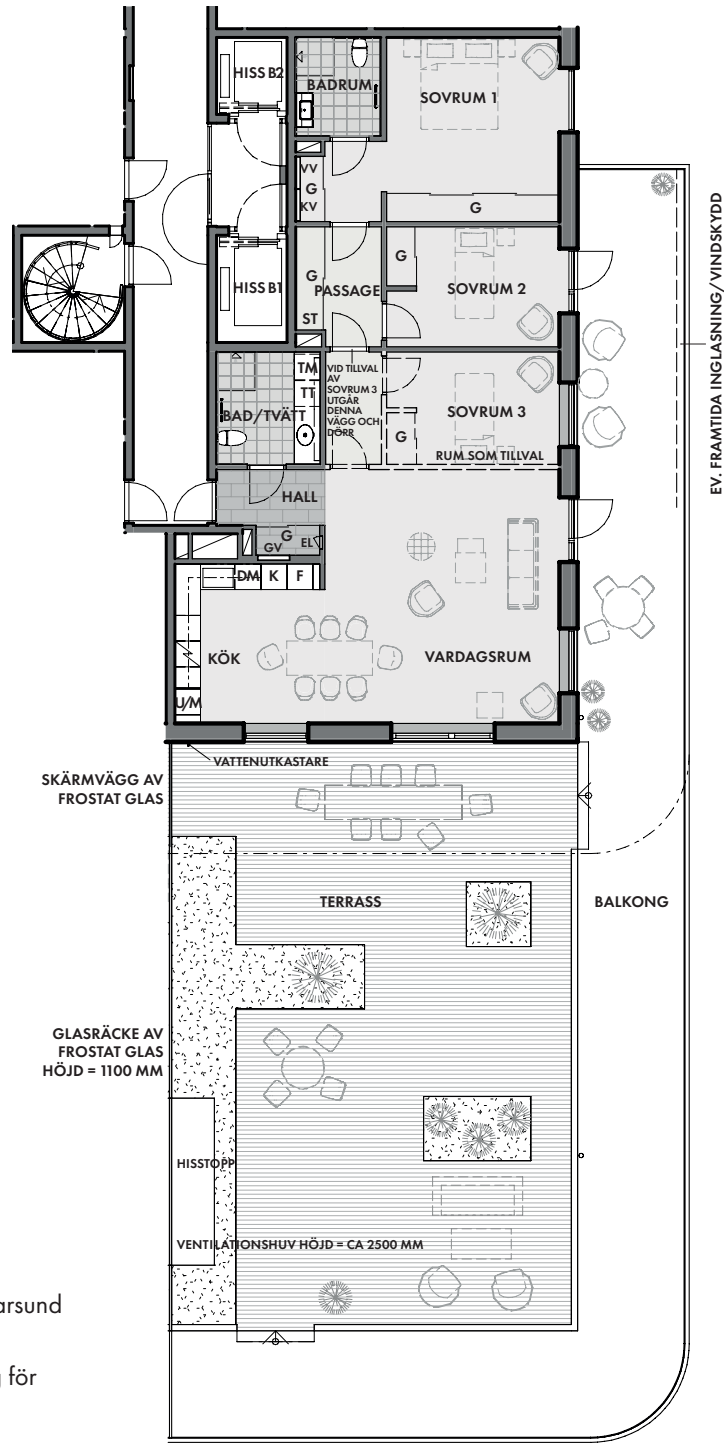 HISS B2
BADRUM
SOVRUM 1
VV
G
KV
G
HISS B1
G
PASSAGE
ST
G
SOVRUM 2
EV. FRAMTIDA INGLASNING/VINDSKYDD
TM
TT
BAD/TVÄTT
VID TILLVAL
AV
SOVRUM 3
UTGÅR
DENNA
VÄGG OCH
DÖRR
SOVRUM 3
G
RUM SOM TILLVAL
HALL
G
GV
EL
DM
K
F
KÖK
VARDAGSRUM
U/M
VATTENUTKASTARE
SKÄRMVÄGG AV
FROSTAT GLAS
TERRASS
BALKONG
GLASRÄCKE AV
FROSTAT GLAS
HÖJD = 1100 MM
HISSTOPP
VENTILATIONSHUV HÖJD = CA 2500 MM
arsund
för